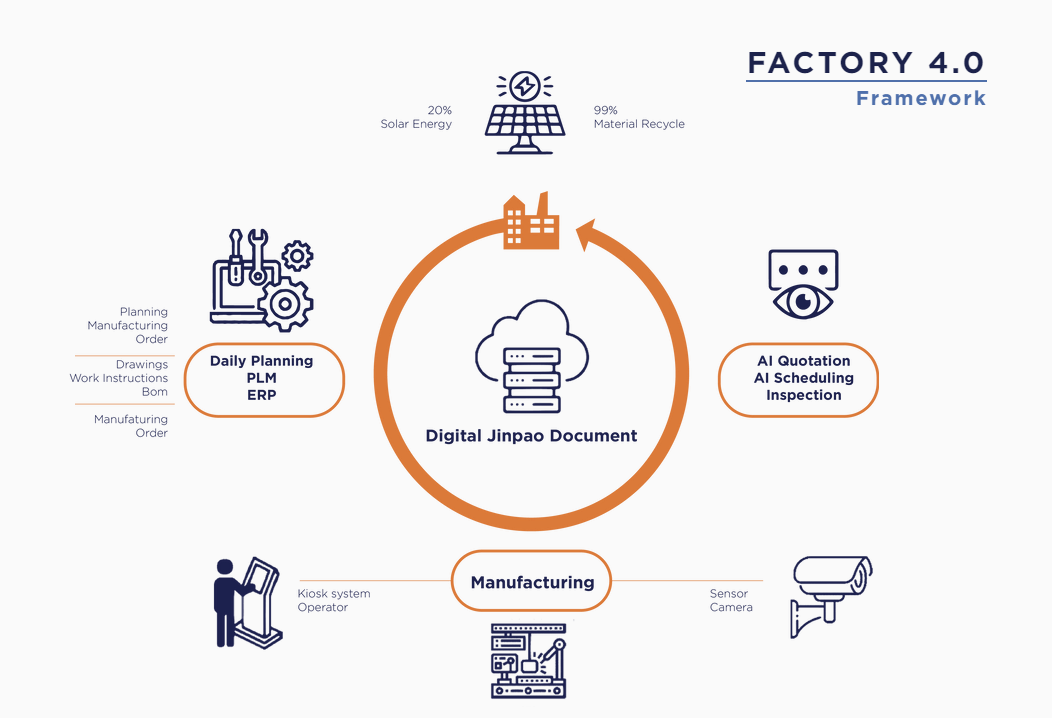 FACTORY 4.0
Framework
20%
Solar Energy
99%
Material Recycle
Planning
Manufacturing
Order
Drawings
Work Instructions
Bom
Manufaturing
Order
Daily Planning
PLM
ERP
Digital Jinpao Document
AI Quotation
AI Scheduling
Inspection
Kiosk system
Operator
Manufacturing
Sensor
Camera